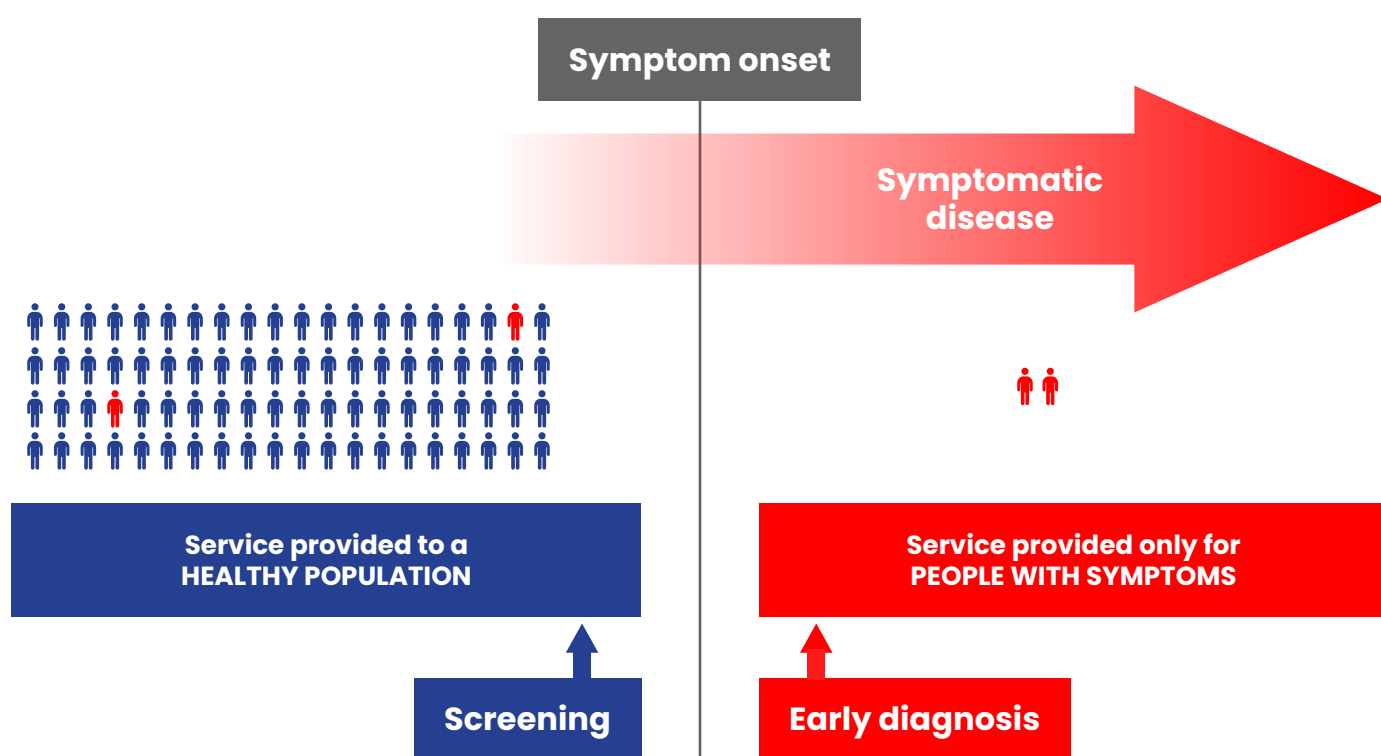 Symptom onset
Symptomatic
disease
Service provided to a
HEALTHY POPULATION
Service provided only for
PEOPLE WITH SYMPTOMS
Screening
Early diagnosis